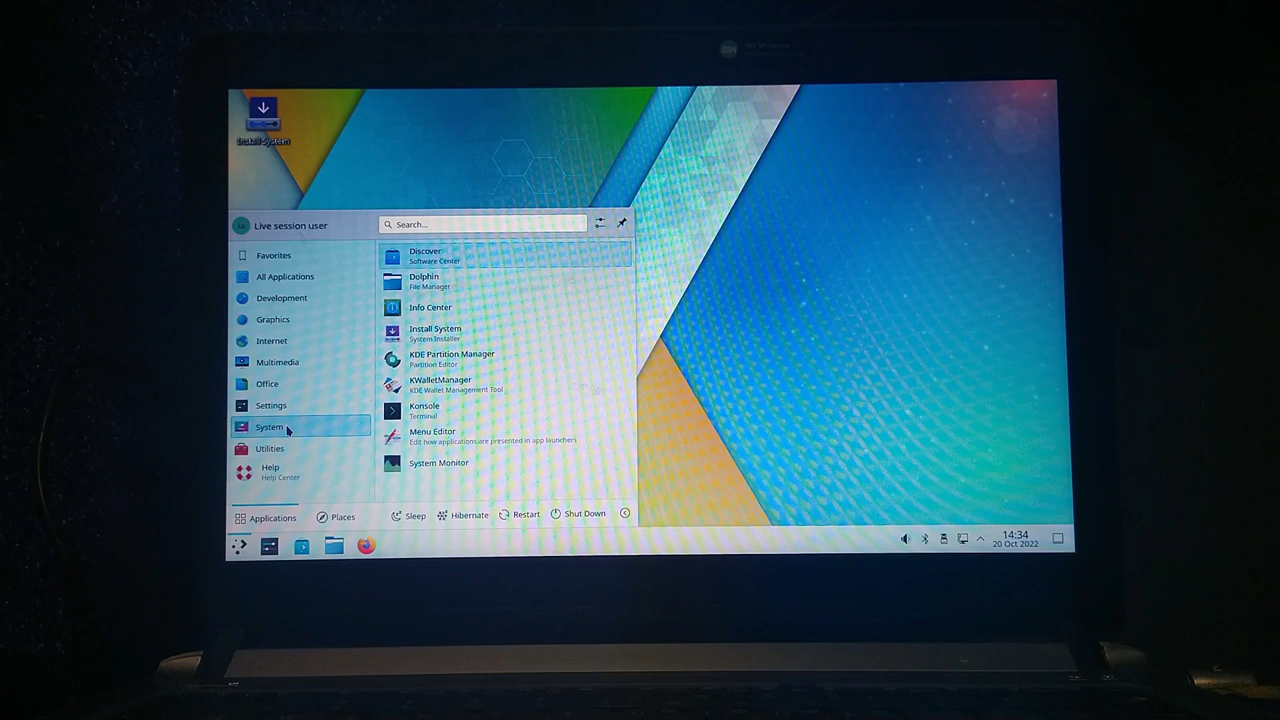 Install System
Live session user
Search...
Favorites
All Applications
Development
Graphics
Internet
Multimedia
Office
Settings
System
Utilities
Help
Help Center
Discover
Software Center
Dolphin
File Manager
Info Center
Install System
System Installer
KDE Partition Manager
Partition Editor
KWalletManager
KDE Wallet Management Tool
Konsole
Terminal
Menu Editor
Edit how applications are presented in app launchers
System Monitor
Applications
Places
Sleep
Hibernate
Restart
Shut Down
14:34
20 Oct 2022